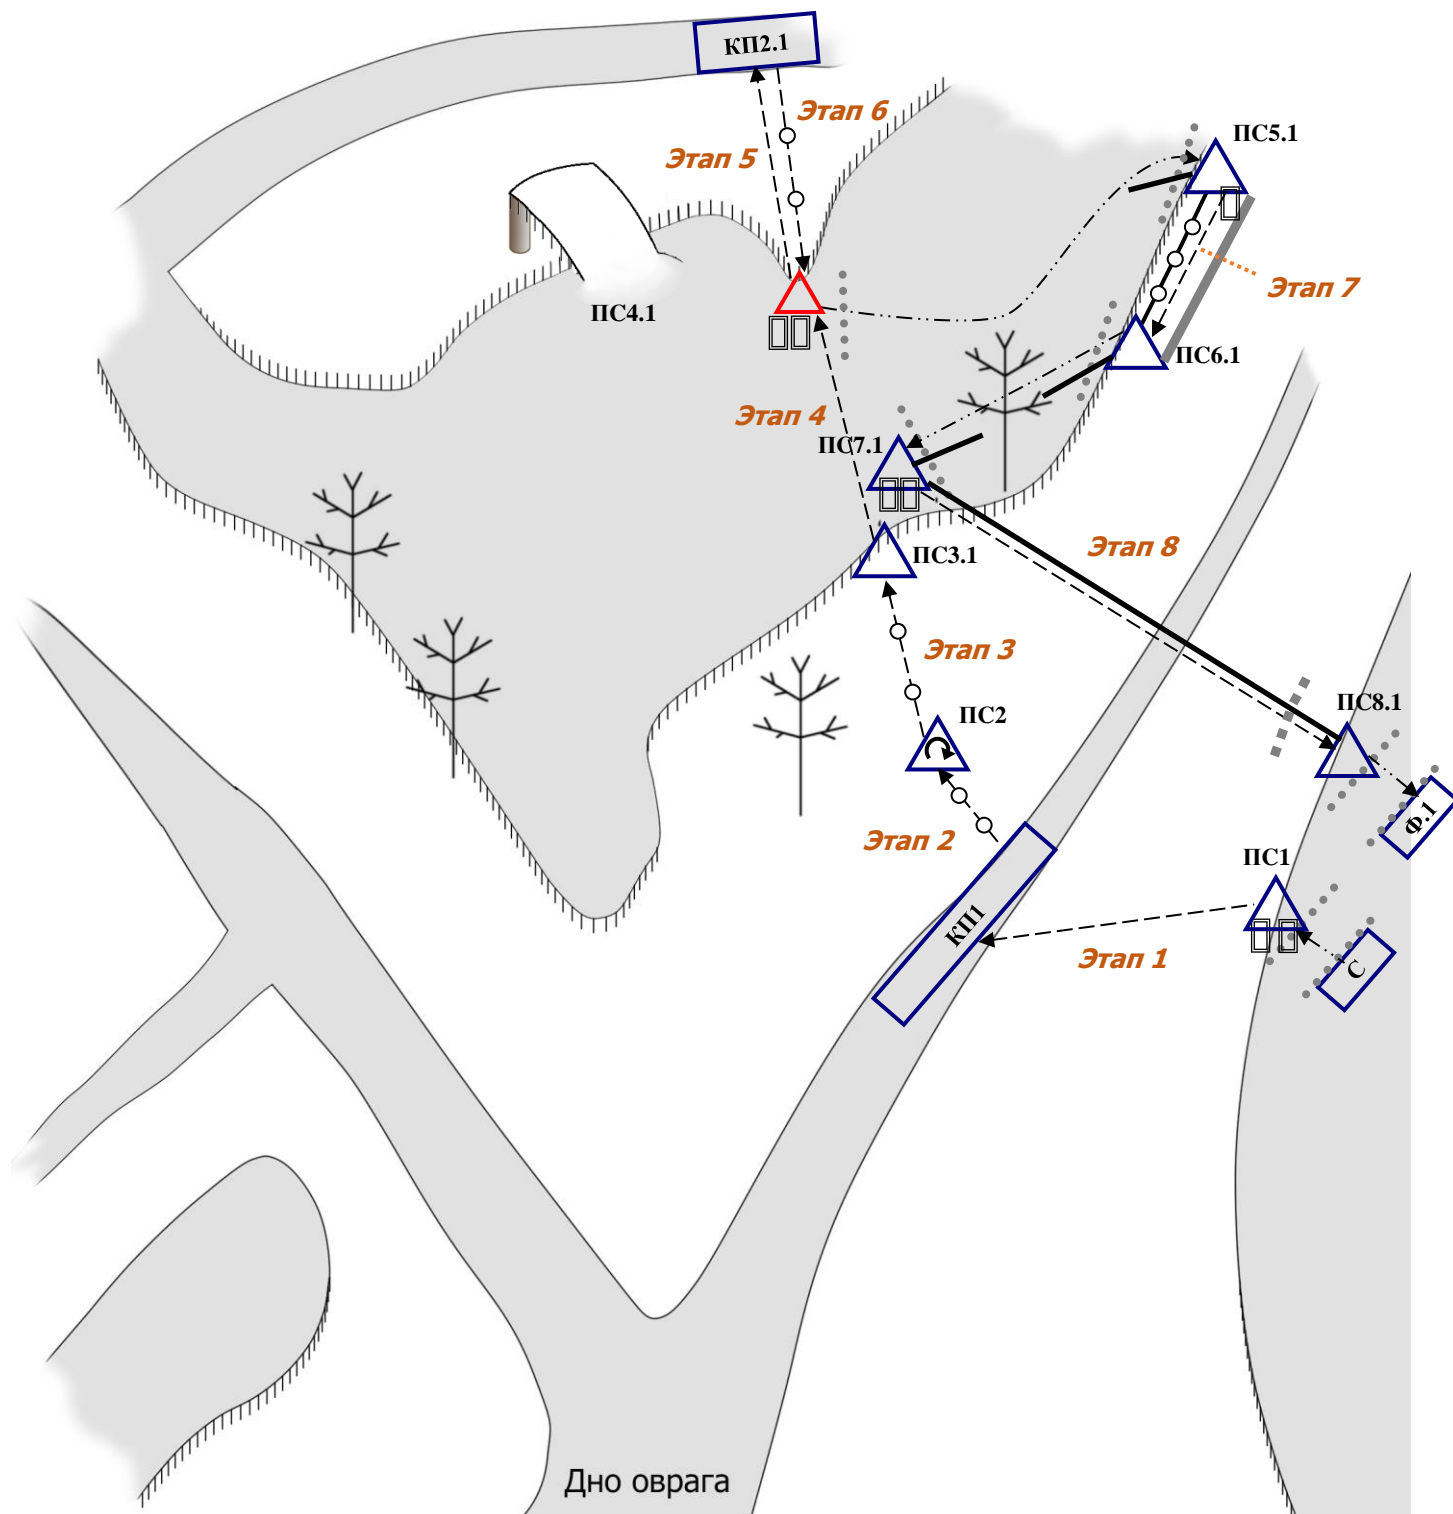 КП2.1
Этап 6
Этап 5
ПС5.1
Этап 7
ПС4.1
ПС6.1
Этап 4
ПС7.1
Этап 8
ПС3.1
Этап 3
ПС8.1
ПС2
Ф.1
Этап 2
ПС1
КП1
Этап 1
С
Дно оврага